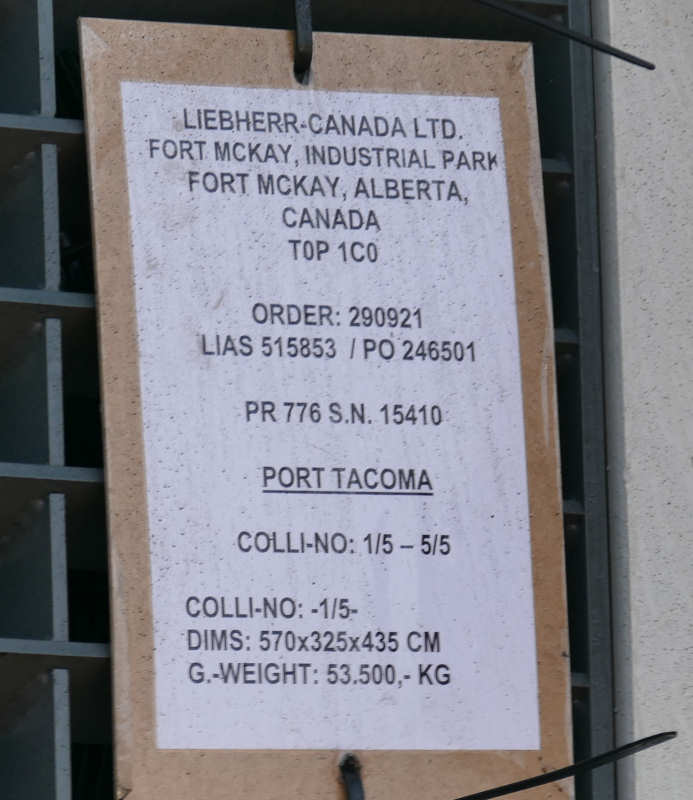 LIEBHERR-CANADA LTD.
FORT MCKAY, INDUSTRIAL PARK
FORT MCKAY, ALBERTA,
CANADA
T0P 1C0
ORDER: 290921
LIAS 515853 / PO 246501
PR 776 S.N. 15410
PORT TACOMA
COLLI-NO: 1/5 – 5/5
COLLI-NO: -1/5-
DIMS: 570x325x435 CM
G.-WEIGHT: 53.500,- KG